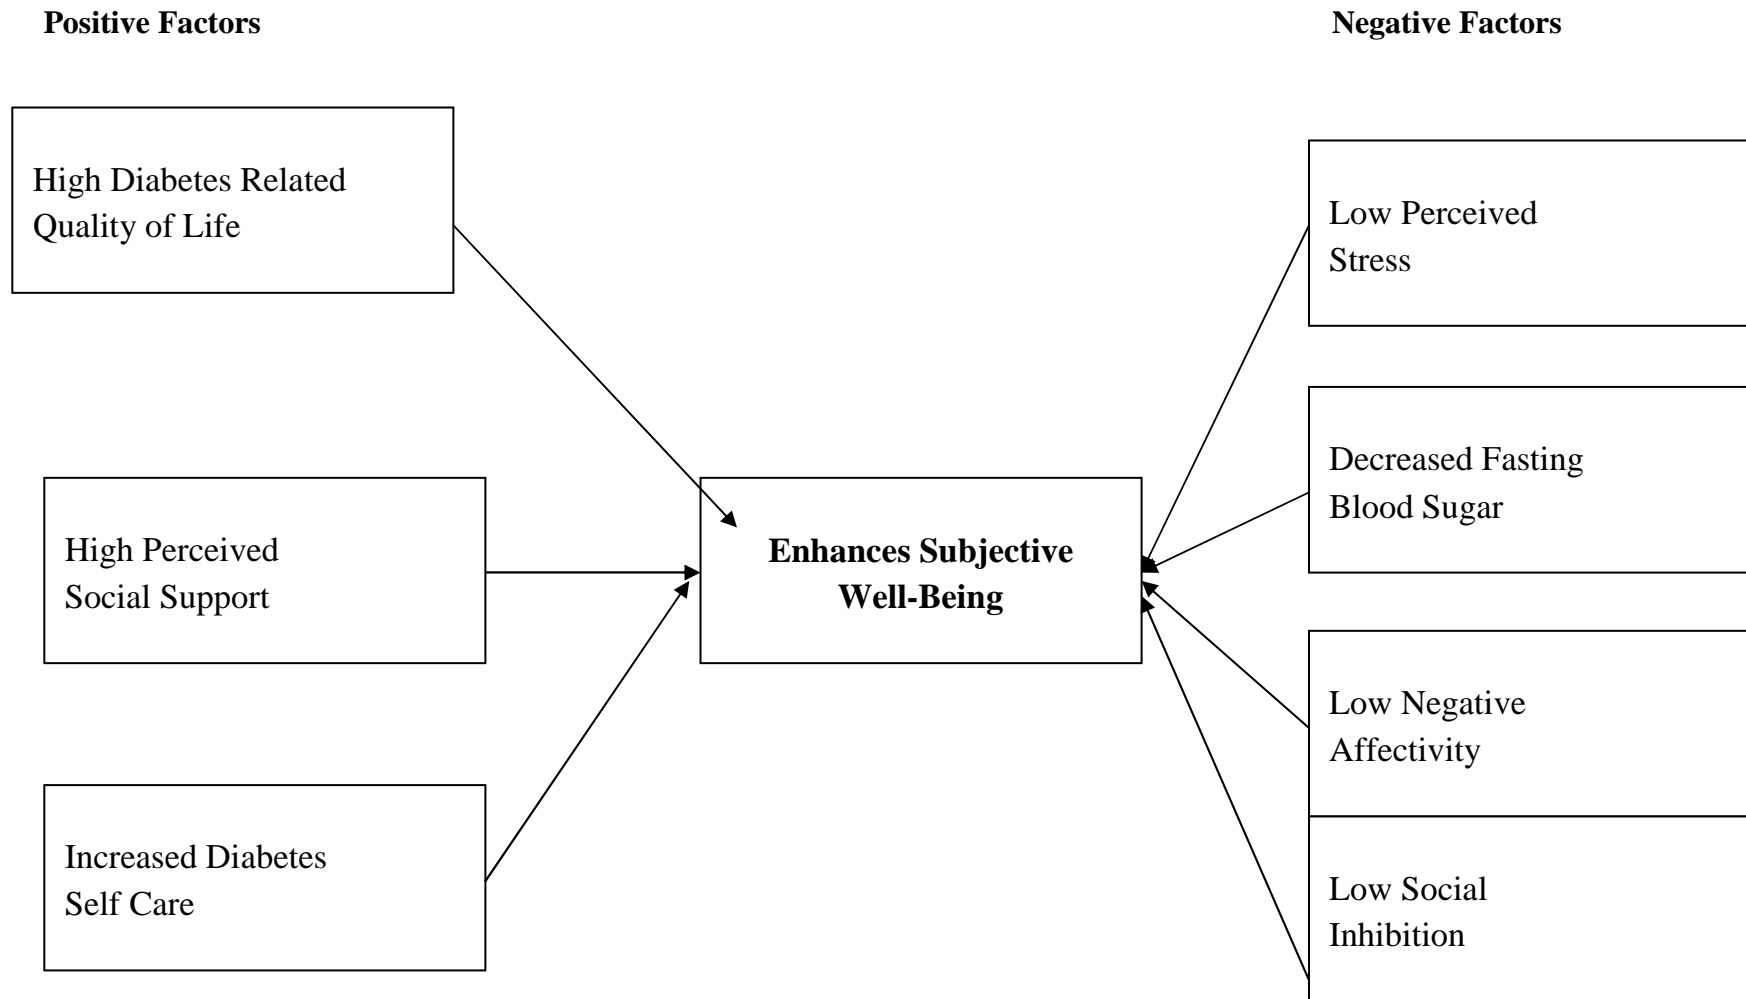 Positive Factors
Negative Factors
High Diabetes Related
Quality of Life
Low Perceived
Stress
Decreased Fasting
Blood Sugar
High Perceived
Social Support
Enhances Subjective
Well-Being
Low Negative
Affectivity
Increased Diabetes
Self Care
Low Social
Inhibition